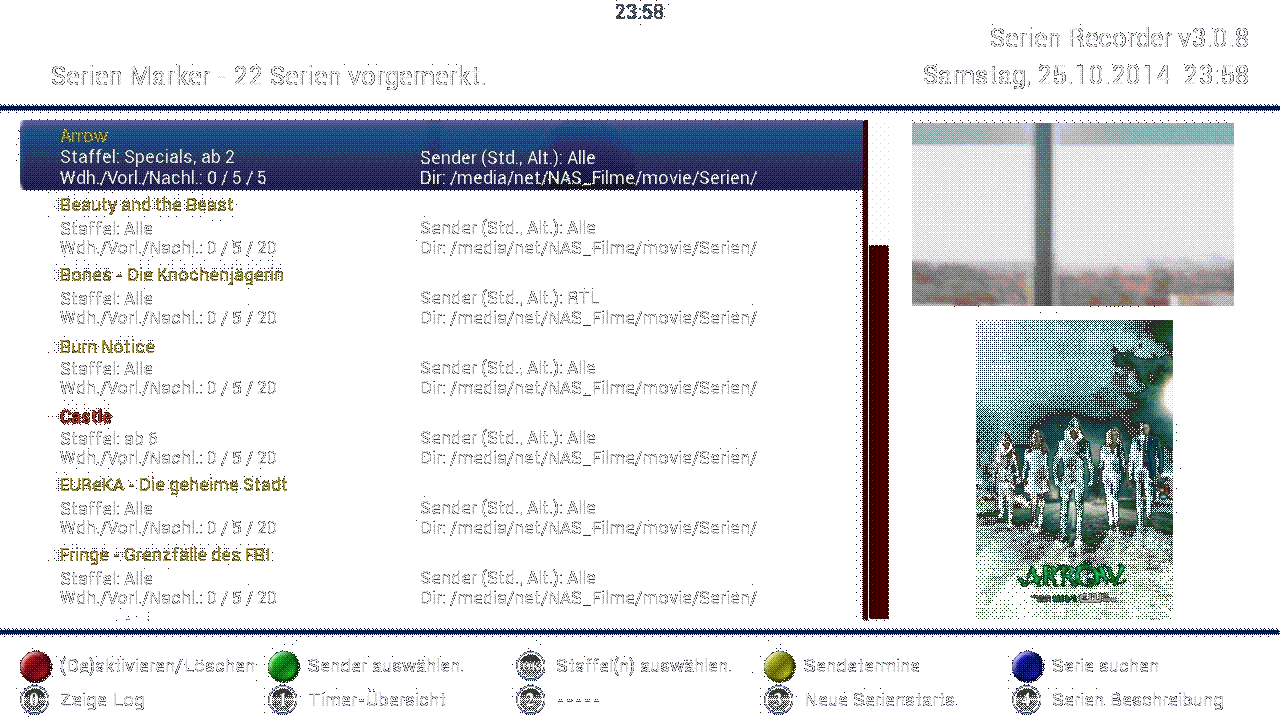 23:58
Serien Recorder v3.0.8
Serien Marker - 22 Serien vorgemerkt.
Samstag, 25.10.2014 23:58
Arrow
Staffel: Specials, ab 2 Sender (Std., Alt.): Alle
Wdh./Vorl./Nachl.: 0 / 5 / 5 Dir: /media/net/NAS_Filme/movie/Serien/
Beauty and the Beast
Staffel: Alle Sender (Std., Alt.): Alle
Wdh./Vorl./Nachl.: 0 / 5 / 20 Dir: /media/net/NAS_Filme/movie/Serien/
Bones - Die Knochenjägerin
Staffel: Alle Sender (Std., Alt.): RTL
Wdh./Vorl./Nachl.: 0 / 5 / 20 Dir: /media/net/NAS_Filme/movie/Serien/
Burn Notice
Staffel: Alle Sender (Std., Alt.): Alle
Wdh./Vorl./Nachl.: 0 / 5 / 20 Dir: /media/net/NAS_Filme/movie/Serien/
Castle
Staffel: ab 6 Sender (Std., Alt.): Alle
Wdh./Vorl./Nachl.: 0 / 5 / 20 Dir: /media/net/NAS_Filme/movie/Serien/
EUReKA - Die geheime Stadt
Staffel: Alle Sender (Std., Alt.): Alle
Wdh./Vorl./Nachl.: 0 / 5 / 20 Dir: /media/net/NAS_Filme/movie/Serien/
Fringe - Grenzfälle des FBI
Staffel: Alle Sender (Std., Alt.): Alle
Wdh./Vorl./Nachl.: 0 / 5 / 20 Dir: /media/net/NAS_Filme/movie/Serien/
ARROW
(De)aktivieren/Löschen Sender auswählen. Staffel(n) auswählen. Sendetermine Serie suchen
0 Zeige Log 1 Timer-Übersicht 2 ----- 3 Neue Serienstarts 4 Serien Beschreibung